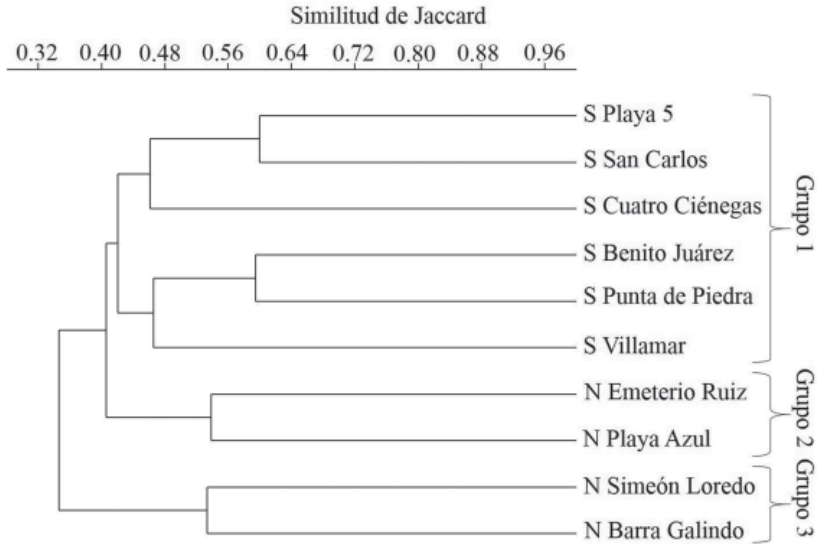 Similitud de Jaccard
0.32 0.40 0.48 0.56 0.64 0.72 0.80 0.88 0.96
S Playa 5
S San Carlos
S Cuatro Ciénegas
S Benito Juárez
S Punta de Piedra
S Villamar
Grupo 1
N Emeterio Ruiz
N Playa Azul
Grupo 2
N Simeón Loredo
N Barra Galindo
Grupo 3